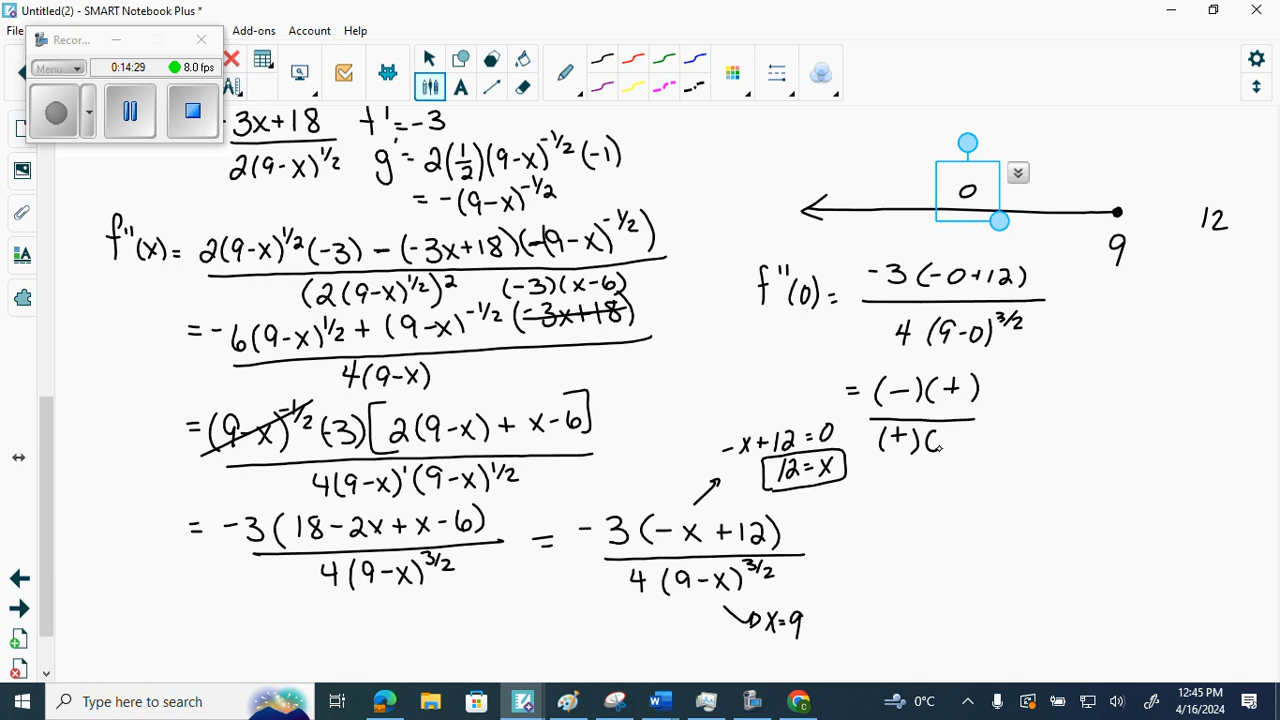 Untitled(2) - SMART Notebook Plus *
File
Add-ons
Account
Help
Recor...
Menu
0:14:29
8.0 fps
-3x+18
2(9-x)^1/2
f'=-3
g'= 2(1/2)(9-x)^-1/2(-1)
= -(9-x)^-1/2
f''(x)= 2(9-x)^1/2(-3) - (-3x+18)(-(9-x)^-1/2)
(2(9-x)^1/2)^2
(-3)(x-6)
= -6(9-x)^1/2 + (9-x)^-1/2 (-3x+18)
4(9-x)
= (9-x)^-1/2 (-3)[2(9-x) + x-6]
4(9-x)^1 (9-x)^1/2
= -3(18-2x+x-6)
4(9-x)^3/2
= -3(-x+12)
4(9-x)^3/2
x=9
-x+12=0
12=x
0
9
12
f''(0)= -3(-0+12)
4(9-0)^3/2
= (-)(+)
(+)(
Type here to search
0°C
12:45 PM
4/16/2024